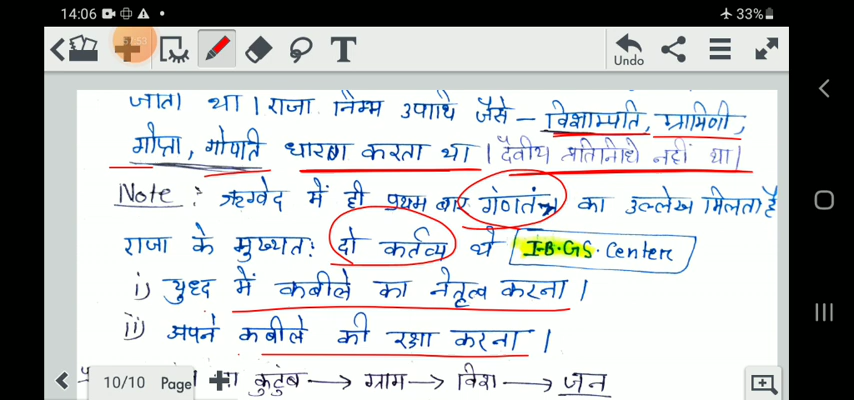 14:06
33%
Undo
जाता था। राजा निम्न उपाधि जैसे - विशाम्पति, ग्रामिणी,
गोप्ता, गोपति धारण करता था। दैवीय प्रतिनिधि नहीं था।
Note : ऋग्वेद में ही प्रथम बार गणतंत्र का उल्लेख मिलता है
राजा के मुख्यतः दो कर्तव्य थे I.B.GS. Center
i) युध्द में कबीले का नेतृत्व करना।
ii) अपने कबीले की रक्षा करना।
10/10 Page कुटुंब → ग्राम → विश → जन